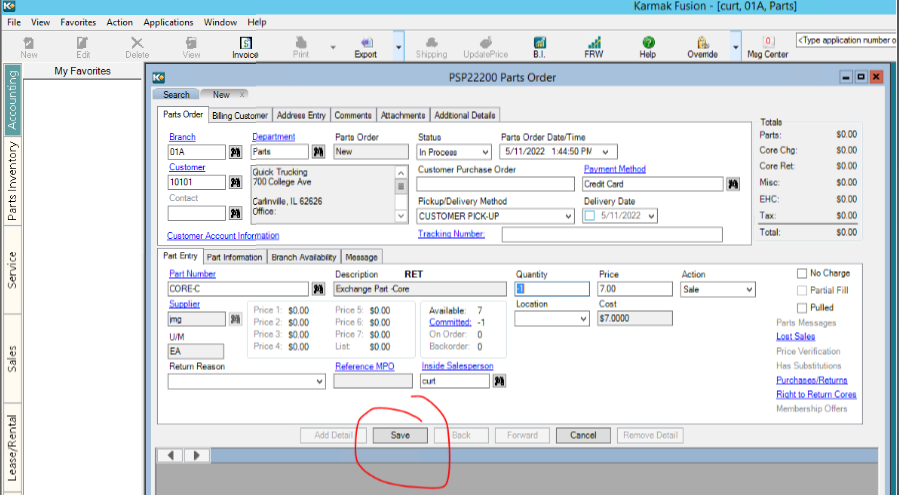 Karmak Fusion - [curt, 01A, Parts]
File View Favorites Action Applications Window Help
New Edit Delete View Invoice Print Export Shipping UpdatePrice B.I. FRW Help Override Msg Center
<Type application number o
My Favorites
Accounting
Parts Inventory
Service
Sales
Lease/Rental
PSP22200 Parts Order
Search New x
Parts Order Billing Customer Address Entry Comments Attachments Additional Details
Branch Department Parts Order Status Parts Order Date/Time
01A Parts New In Process 5/11/2022 1:44:50 PM
Customer Customer Purchase Order Payment Method
10101 Quick Trucking Credit Card
700 College Ave
Carlinville, IL 62626
Office:
Contact Pickup/Delivery Method Delivery Date
CUSTOMER PICK-UP 5/11/2022
Customer Account Information Tracking Number:
Totals
Parts: $0.00
Core Chg: $0.00
Core Ret: $0.00
Misc: $0.00
EHC: $0.00
Tax: $0.00
Total: $0.00
Part Entry Part Information Branch Availability Message
Part Number Description RET Quantity Price Action
CORE-C Exchange Part -Core -1 7.00 Sale
Supplier Location Cost
img $7.0000
U/M
EA
Price 1: $0.00 Price 5: $0.00
Price 2: $0.00 Price 6: $0.00
Price 3: $0.00 Price 7: $0.00
Price 4: $0.00 List: $0.00
Available: 7
Committed: -1
On Order: 0
Backorder: 0
Return Reason Reference MPO Inside Salesperson
curt
No Charge
Partial Fill
Pulled
Parts Messages
Lost Sales
Price Verification
Has Substitutions
Purchases/Returns
Right to Return Cores
Membership Offers
Add Detail Save Back Forward Cancel Remove Detail